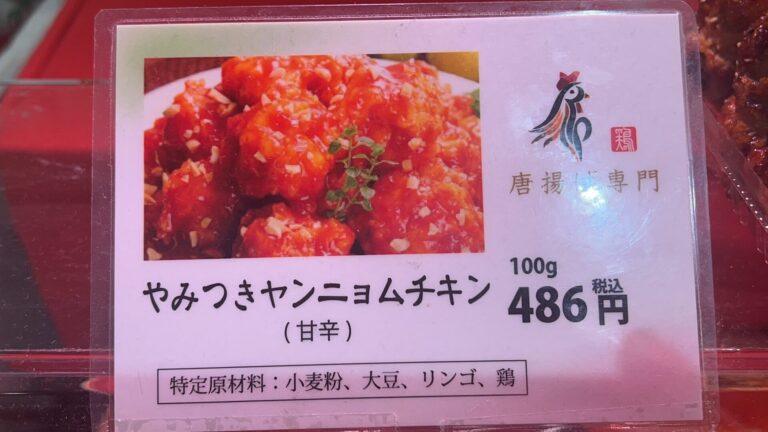 鶏
唐揚げ専門
やみつきヤンニョムチキン
(甘辛)
100g
486円
税込
特定原材料：小麦粉、大豆、リンゴ、鶏